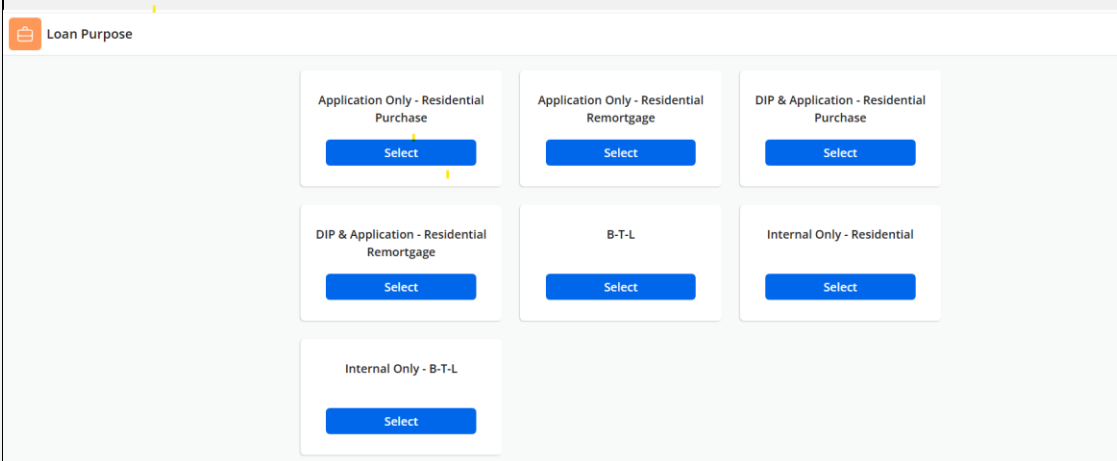 Loan Purpose
Application Only - Residential
Purchase
Select
Application Only - Residential
Remortgage
Select
DIP & Application - Residential
Purchase
Select
DIP & Application - Residential
Remortgage
Select
B-T-L
Select
Internal Only - Residential
Select
Internal Only - B-T-L
Select